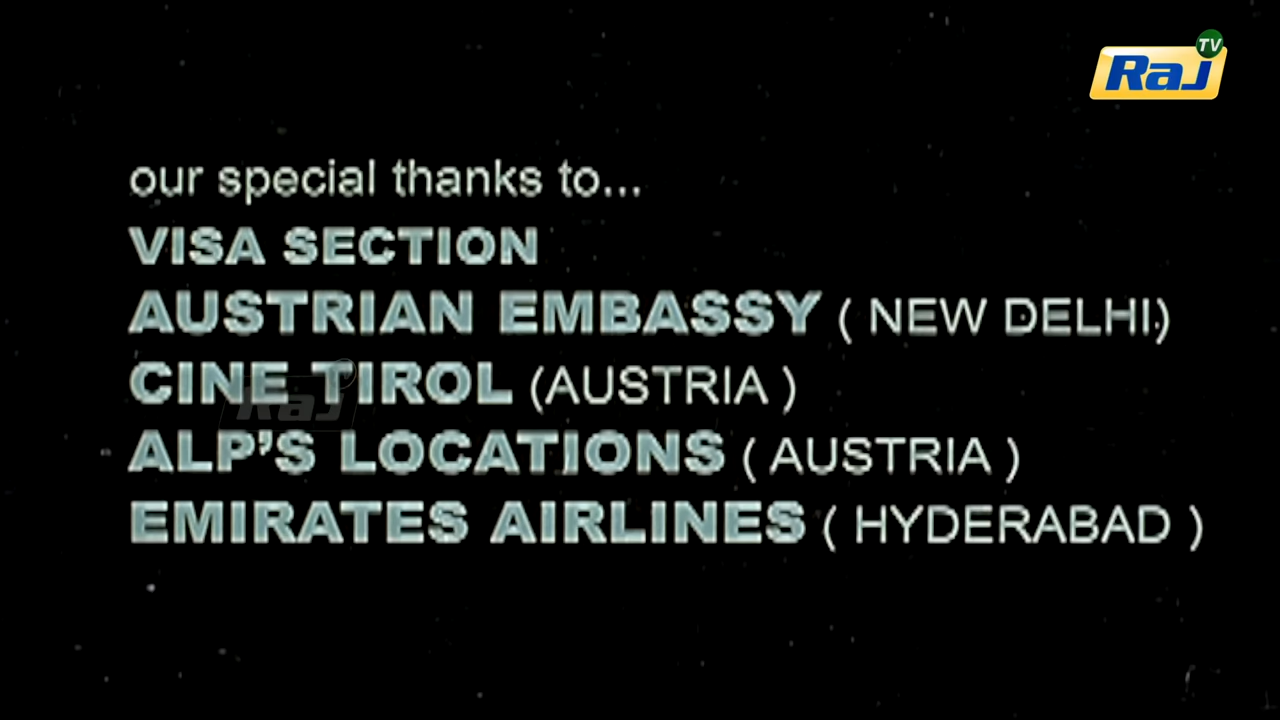 Raj TV
our special thanks to...
VISA SECTION
AUSTRIAN EMBASSY ( NEW DELHI )
CINE TIROL (AUSTRIA )
Raj
ALP'S LOCATIONS ( AUSTRIA )
EMIRATES AIRLINES ( HYDERABAD )